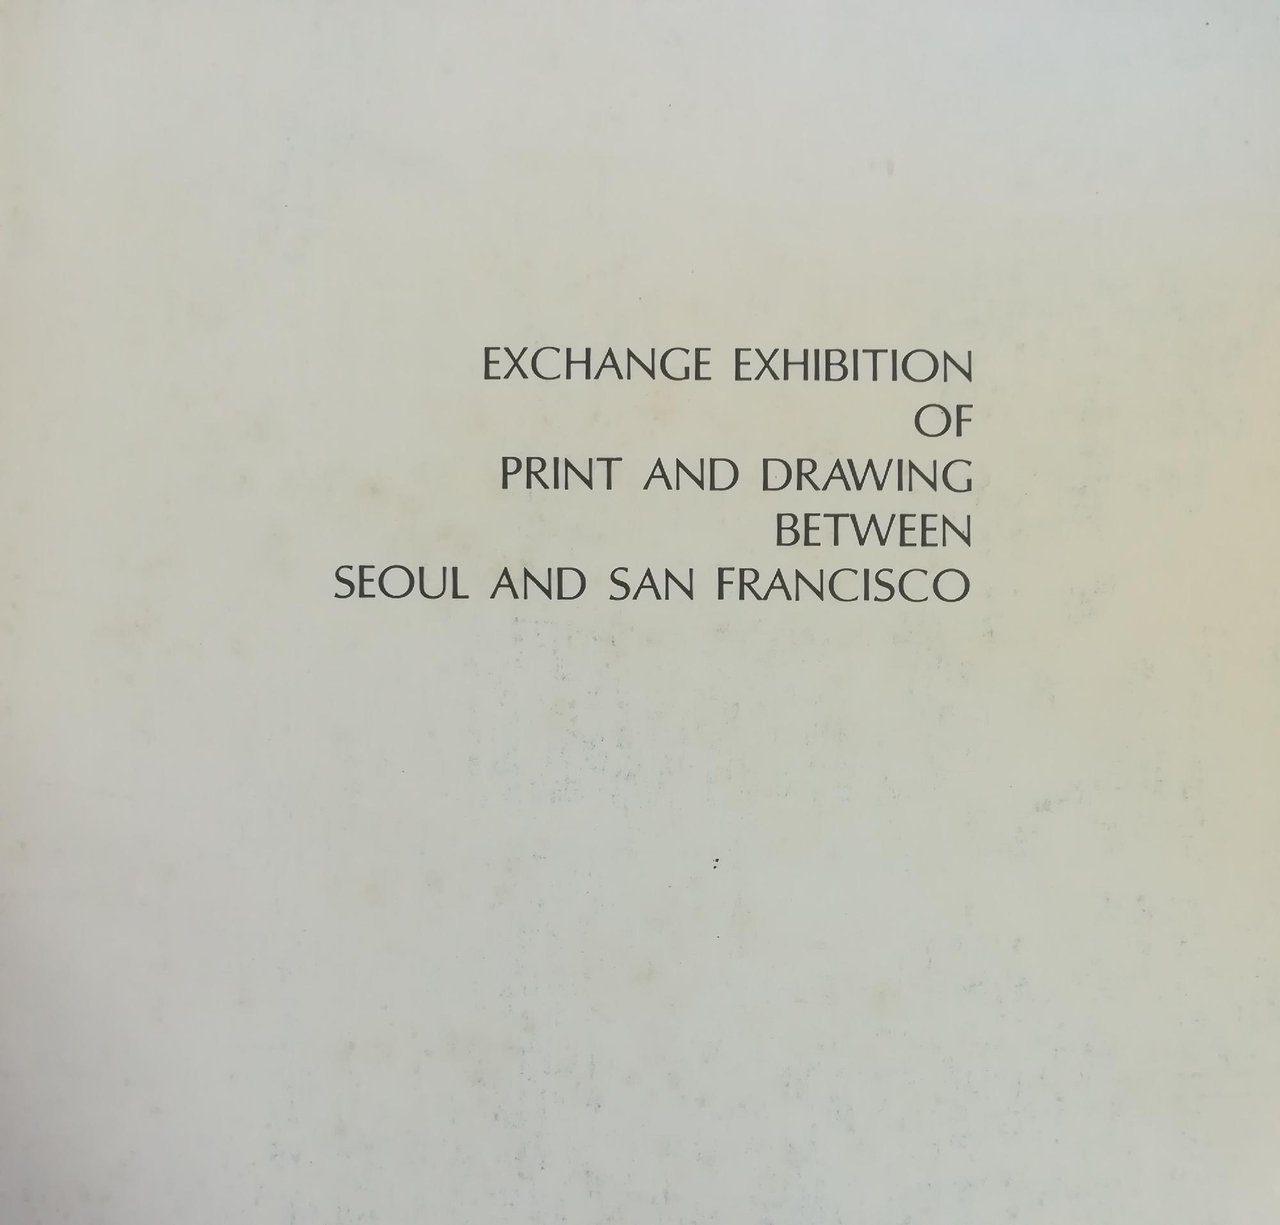 EXCHANGE EXHIBITION
OF
PRINT AND DRAWING
BETWEEN
SEOUL AND SAN FRANCISCO